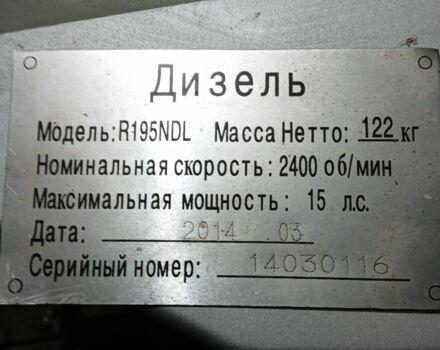 Дизель
Модель: R195NDL Масса Нетто: 122 кг
Номинальная скорость: 2400 об/мин
Максимальная мощность: 15 л.с.
Дата: 2014 03
Серийный номер: 14030116